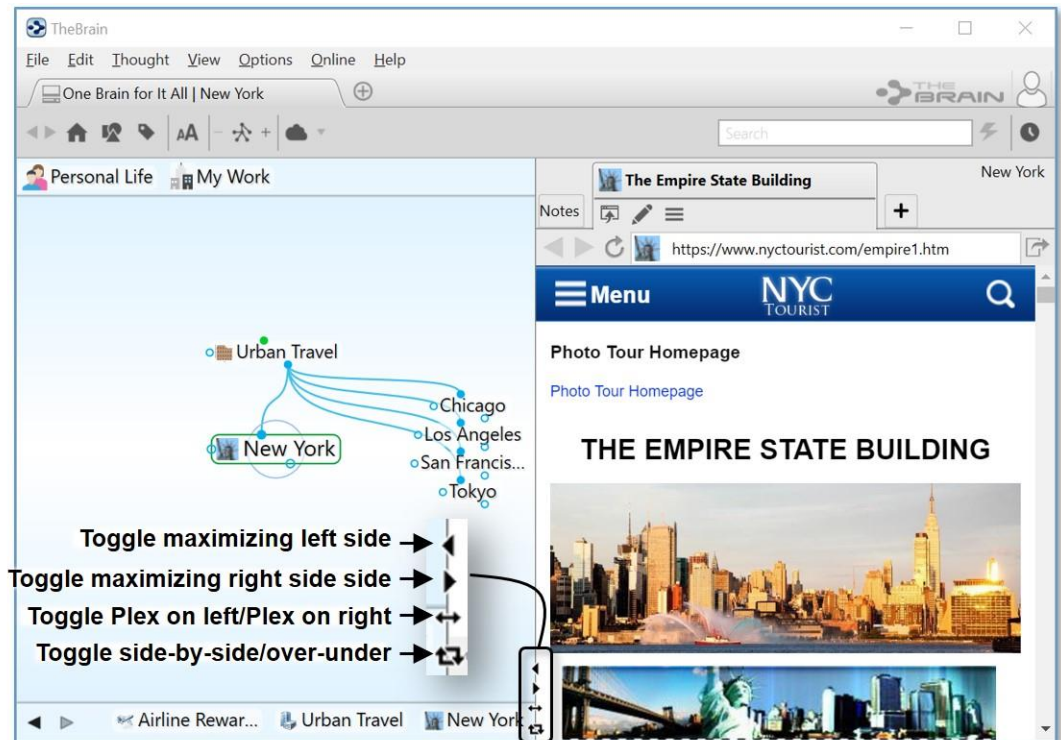 TheBrain
File Edit Thought View Options Online Help
One Brain for It All | New York
THE
BRAIN
AA
Search
Personal Life My Work
The Empire State Building
New York
Notes
https://www.nyctourist.com/empire1.htm
Menu
NYC
TOURIST
Photo Tour Homepage
Photo Tour Homepage
THE EMPIRE STATE BUILDING
Urban Travel
Chicago
Los Angeles
New York
San Francis...
Tokyo
Toggle maximizing left side
Toggle maximizing right side side
Toggle Plex on left/Plex on right
Toggle side-by-side/over-under
Airline Rewar... Urban Travel New York